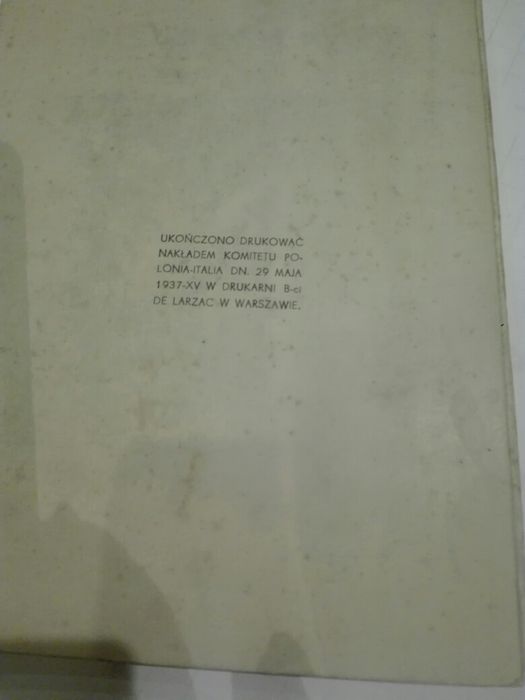 UKOŃCZONO DRUKOWAĆ
NAKŁADEM KOMITETU PO-
LONIA-ITALIA DN. 29 MAJA
1937-XV W DRUKARNI B-ci
DE LARZAC W WARSZAWIE.